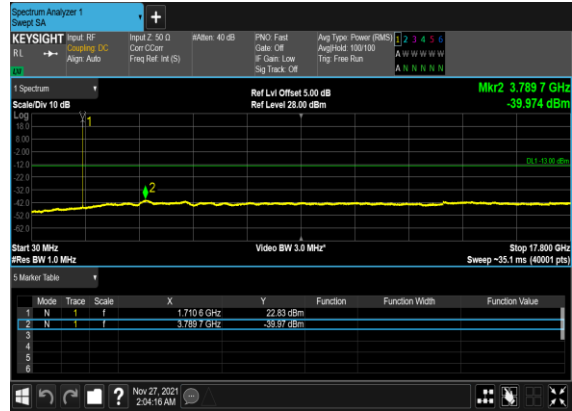 Spectrum Analyzer 1
Swept SA
KEYSIGHT Input: RF Input Z: 50 Ω #Atten: 40 dB PNO: Fast Avg Type: Power (RMS) 1 2 3 4 5 6
RL Coupling: DC Corr CCorr Gate: Off Avg|Hold: 100/100 A W W W W W
Align: Auto Freq Ref: Int (S) IF Gain: Low Trig: Free Run
Sig Track: Off A N N N N N
1 Spectrum Ref Lvl Offset 5.00 dB Mkr2 3.789 7 GHz
Scale/Div 10 dB Ref Level 28.00 dBm -39.974 dBm
Log
18.0
8.00
-2.00
-12.0
-22.0
-32.0
-42.0
-52.0
-62.0
1
2
DL1 -13.00 dBm
Start 30 MHz Video BW 3.0 MHz* Stop 17.800 GHz
#Res BW 1.0 MHz Sweep ~35.1 ms (40001 pts)
5 Marker Table
Mode Trace Scale X Y Function Function Width Function Value
1 N 1 f 1.710 6 GHz 22.83 dBm
2 N 1 f 3.789 7 GHz -39.97 dBm
3
4
5
6
? Nov 27, 2021
2:04:16 AM